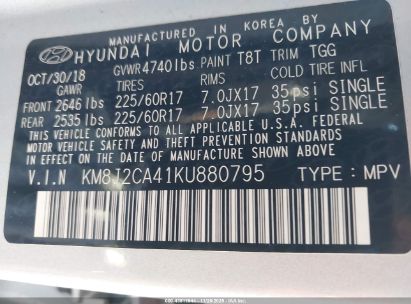 MANUFACTURED IN KOREA BY
HYUNDAI MOTOR COMPANY
OCT/30/18 GVWR 4740lbs PAINT T8T TRIM TGG
GAWR TIRES RIMS COLD TIRE INFL
FRONT 2646 lbs 225/60R17 7.0JX17 35psi SINGLE
REAR 2535 lbs 225/60R17 7.0JX17 35psi SINGLE
THIS VEHICLE CONFORMS TO ALL APPLICABLE U.S.A. FEDERAL
MOTOR VEHICLE SAFETY AND THEFT PREVENTION STANDARDS
IN EFFECT ON THE DATE OF MANUFACTURE SHOWN ABOVE.
V.I.N KM8J2CA41KU880795 TYPE : MPV